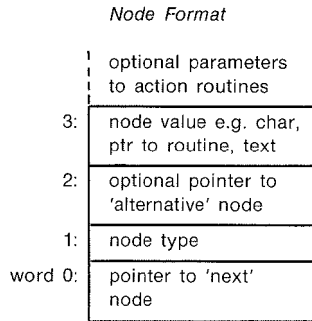 Node Format
optional parameters
to action routines
3: node value e.g. char,
ptr to routine, text
2: optional pointer to
'alternative' node
1: node type
word 0: pointer to 'next'
node